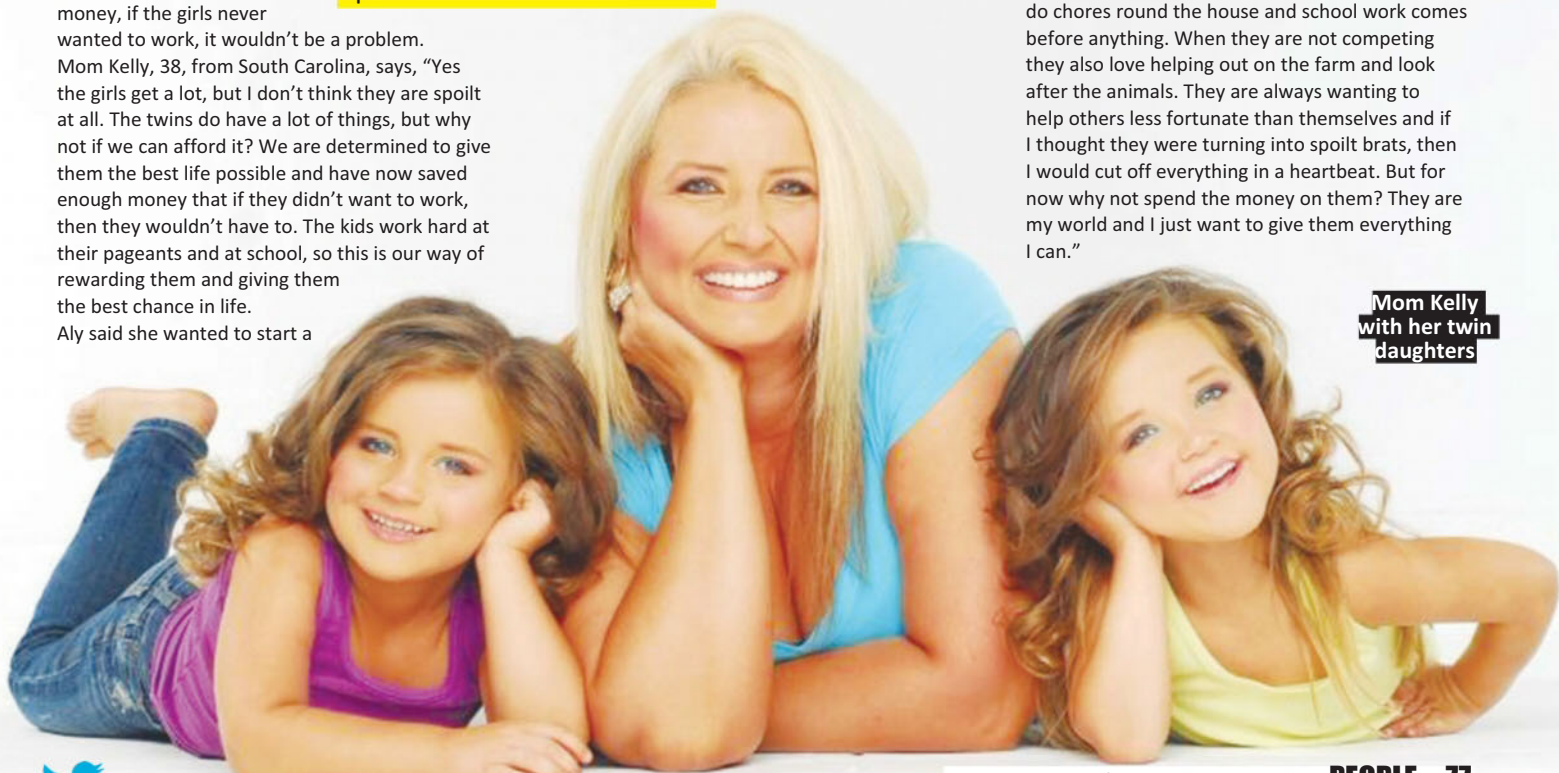 money, if the girls never
wanted to work, it wouldn’t be a problem.
Mom Kelly, 38, from South Carolina, says, “Yes
the girls get a lot, but I don’t think they are spoilt
at all. The twins do have a lot of things, but why
not if we can afford it? We are determined to give
them the best life possible and have now saved
enough money that if they didn’t want to work,
then they wouldn’t have to. The kids work hard at
their pageants and at school, so this is our way of
rewarding them and giving them
the best chance in life.
Aly said she wanted to start a
do chores round the house and school work comes
before anything. When they are not competing
they also love helping out on the farm and look
after the animals. They are always wanting to
help others less fortunate than themselves and if
I thought they were turning into spoilt brats, then
I would cut off everything in a heartbeat. But for
now why not spend the money on them? They are
my world and I just want to give them everything
I can.”
Mom Kelly
with her twin
daughters
PEOPLE 77